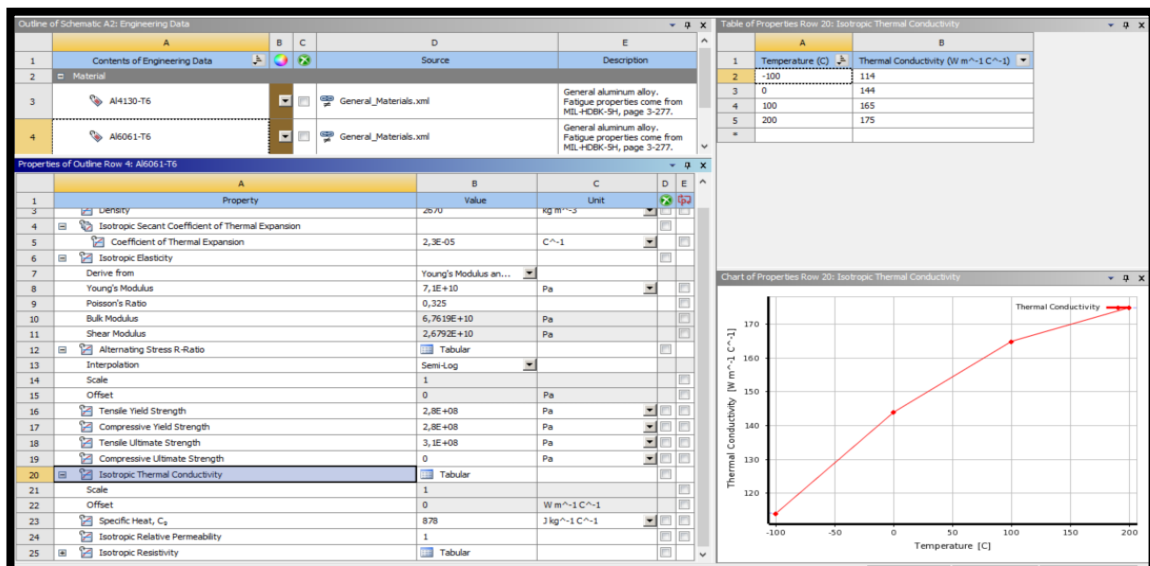 Outline of Schematic A2: Engineering Data
A B C D E
1 Contents of Engineering Data Source Description
2 Material
3 Al4130-T6 General_Materials.xml General aluminum alloy. Fatigue properties come from MIL-HDBK-5H, page 3-277.
4 Al6061-T6 General_Materials.xml General aluminum alloy. Fatigue properties come from MIL-HDBK-5H, page 3-277.
Properties of Outline Row 4: Al6061-T6
A B C D E
1 Property Value Unit
3 Density 2670 kg m^-3
4 Isotropic Secant Coefficient of Thermal Expansion
5 Coefficient of Thermal Expansion 2,3E-05 C^-1
6 Isotropic Elasticity
7 Derive from Young's Modulus an...
8 Young's Modulus 7,1E+10 Pa
9 Poisson's Ratio 0,325
10 Bulk Modulus 6,7619E+10 Pa
11 Shear Modulus 2,6792E+10 Pa
12 Alternating Stress R-Ratio Tabular
13 Interpolation Semi-Log
14 Scale 1
15 Offset 0 Pa
16 Tensile Yield Strength 2,8E+08 Pa
17 Compressive Yield Strength 2,8E+08 Pa
18 Tensile Ultimate Strength 3,1E+08 Pa
19 Compressive Ultimate Strength 0 Pa
20 Isotropic Thermal Conductivity Tabular
21 Scale 1
22 Offset 0 W m^-1 C^-1
23 Specific Heat, Cₚ 878 J kg^-1 C^-1
24 Isotropic Relative Permeability 1
25 Isotropic Resistivity Tabular
Table of Properties Row 20: Isotropic Thermal Conductivity
A B
1 Temperature (C) Thermal Conductivity (W m^-1 C^-1)
2 -100 114
3 0 144
4 100 165
5 200 175
*
Chart of Properties Row 20: Isotropic Thermal Conductivity
Thermal Conductivity
Thermal Conductivity [W m^-1 C^-1]
170
160
150
140
130
120
-100 -50 0 50 100 150 200
Temperature [C]